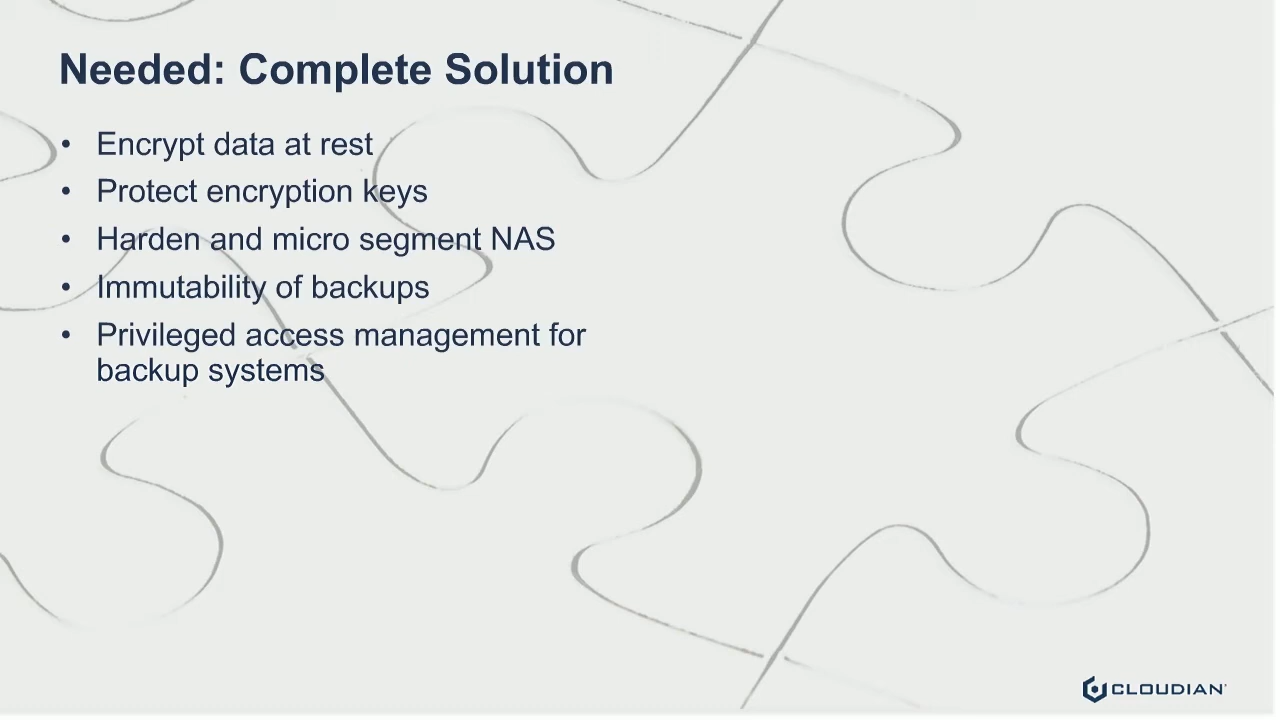 Needed: Complete Solution
• Encrypt data at rest
• Protect encryption keys
• Harden and micro segment NAS
• Immutability of backups
• Privileged access management for
backup systems
CLOUDIAN